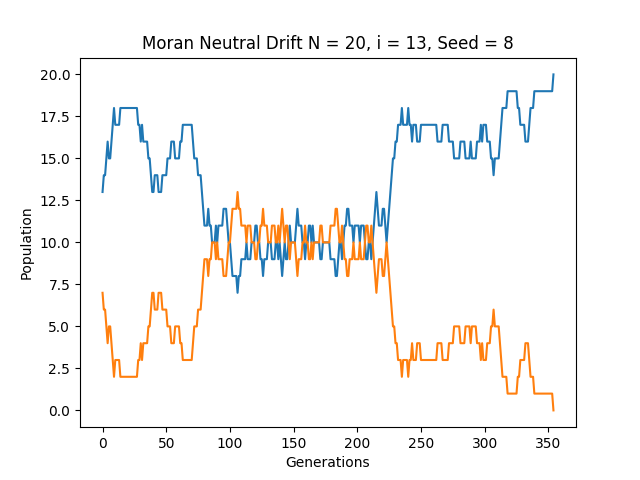 Moran Neutral Drift N = 20, i = 13, Seed = 8
20.0
17.5
15.0
12.5
10.0
7.5
5.0
2.5
0.0
Population
0 50 100 150 200 250 300 350
Generations